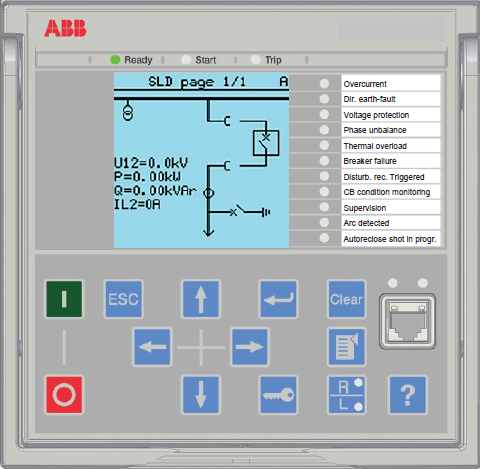 ABB
Ready Start Trip
SLD page 1/1 A
Overcurrent
Dir. earth-fault
Voltage protection
Phase unbalance
Thermal overload
Breaker failure
Disturb. rec. Triggered
CB condition monitoring
Supervision
Arc detected
Autoreclose shot in progr.
U12=0.0kV
P=0.00kW
Q=0.00kVAr
IL2=0A
I ESC Clear
O R L ?